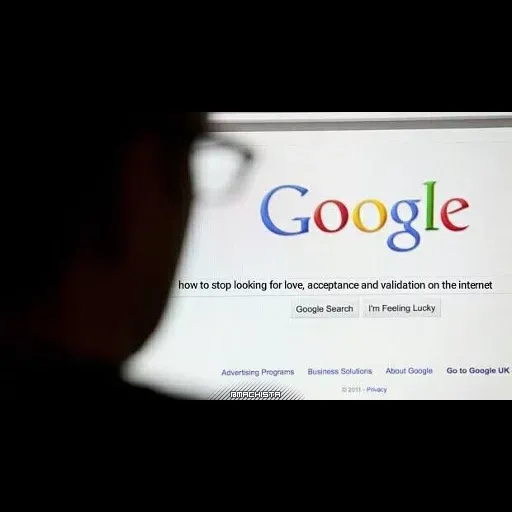 Google
how to stop looking for love, acceptance and validation on the internet
Google Search I'm Feeling Lucky
Advertising Programs Business Solutions About Google Go to Google UK
© 2011 - Privacy
@MACHISTA